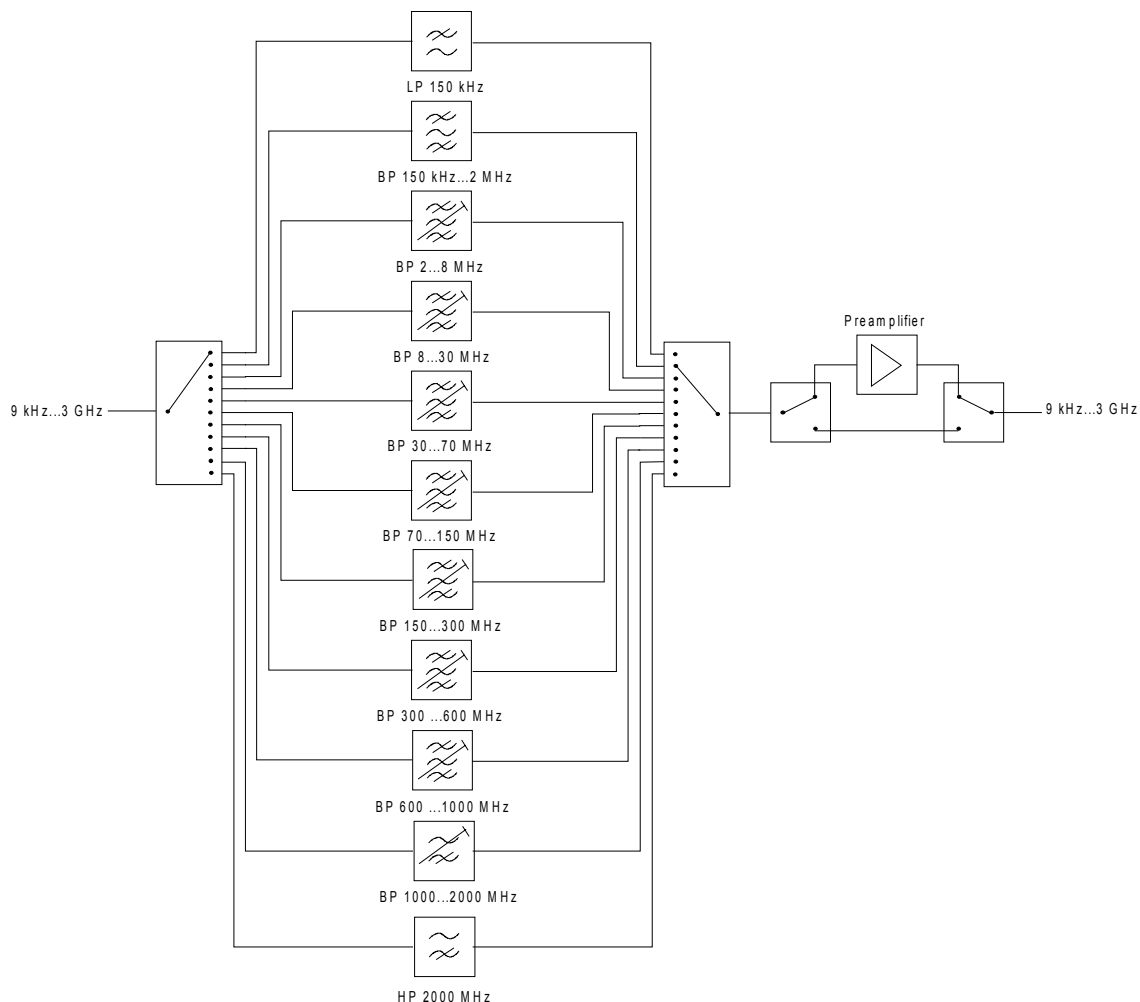 LP 150 kHz
BP 150 kHz...2 MHz
BP 2...8 MHz
BP 8...30 MHz
Preamplifier
9 kHz...3 GHz
9 kHz...3 GHz
BP 30...70 MHz
BP 70...150 MHz
BP 150...300 MHz
BP 300 ...600 MHz
BP 600 ...1000 MHz
BP 1000...2000 MHz
HP 2000 MHz